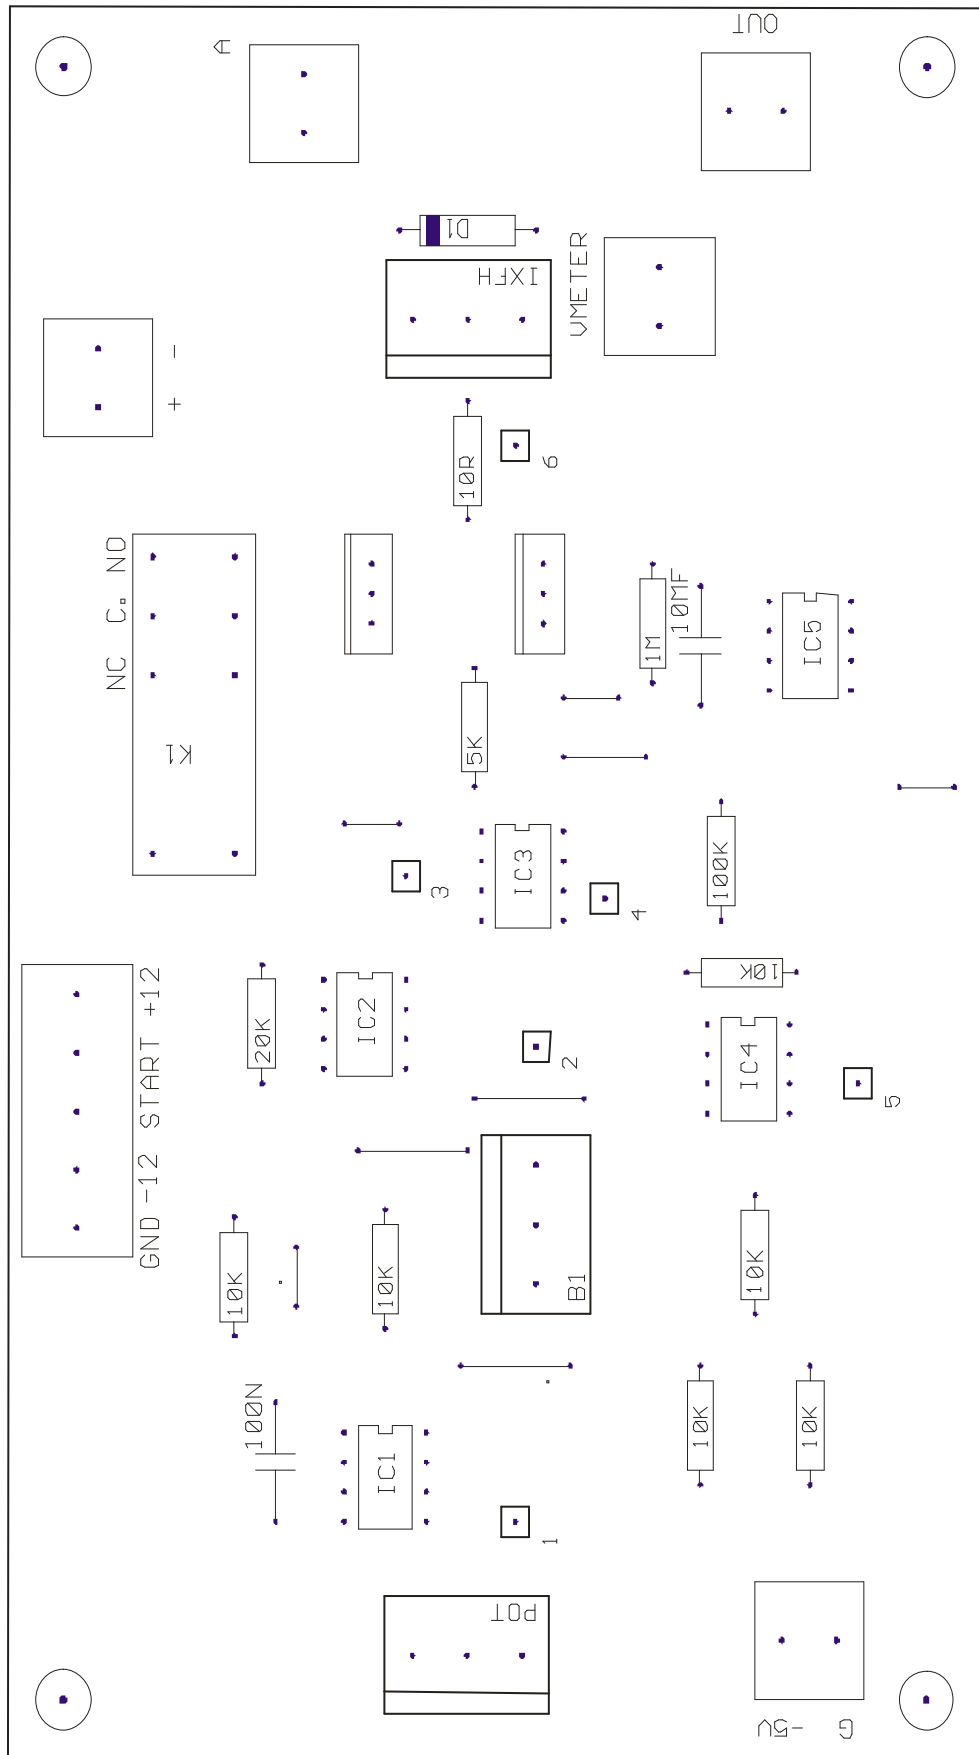 A
OUT
D1
IXFH
VMETER
-
+
10R
6
NC C. NO
K1
1M
10MF
IC5
5K
3
IC3
4
100K
10K
GND -12 START +12
20K
IC2
2
IC4
5
10K
10K
B1
10K
100N
IC1
1
10K
10K
POT
-5V
G